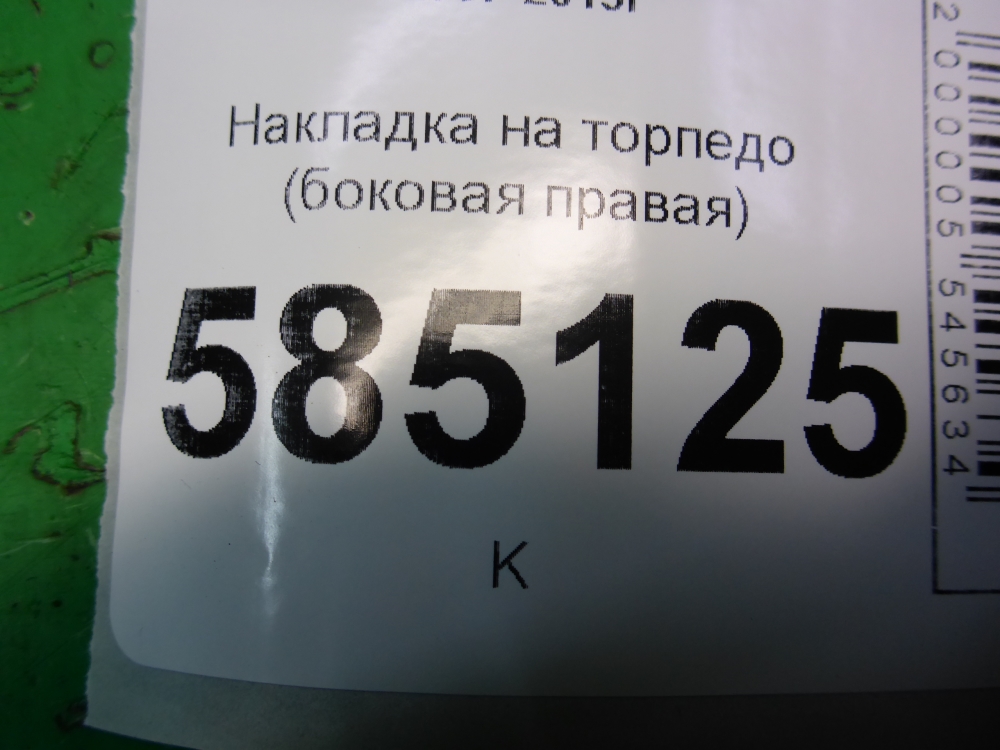 Накладка на торпедо
(боковая правая)
585125
К
2000005545634